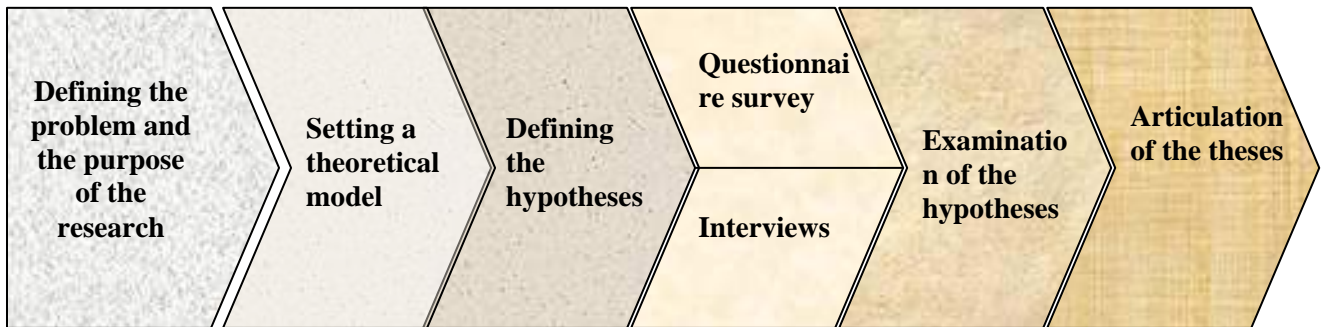 Defining the
problem and
the purpose
of the
research
Setting a
theoretical
model
Defining
the
hypotheses
Questionnai
re survey
Interviews
Examinatio
n of the
hypotheses
Articulation
of the theses